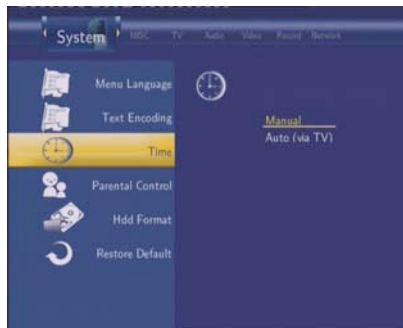 System MISC TV Audio Video Record Network
Menu Language
Text Encoding
Time
Parental Control
Hdd Format
Restore Default
Manual
Auto (via TV)